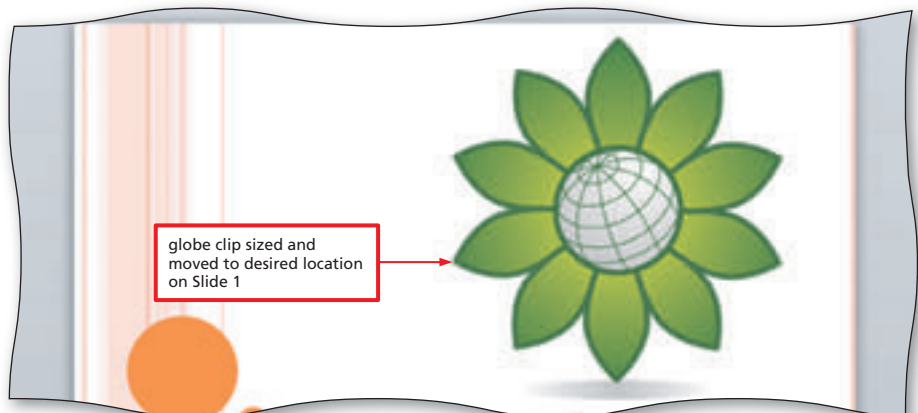 globe clip sized and
moved to desired location
on Slide 1